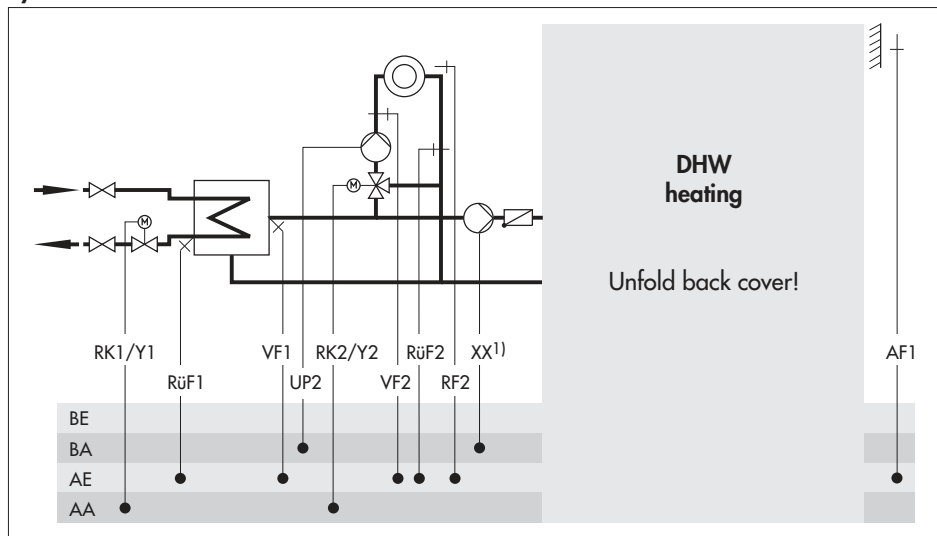 M
M
DHW
heating
Unfold back cover!
RK1/Y1 VF1 RK2/Y2 RüF2 XX1) AF1
RüF1 UP2 VF2 RF2
BE
BA
AE
AA